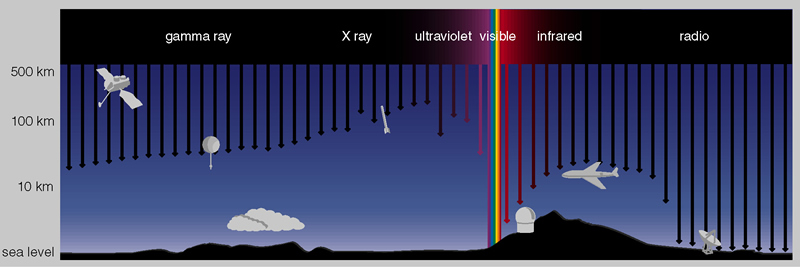 gamma ray X ray ultraviolet visible infrared radio
500 km
100 km
10 km
sea level